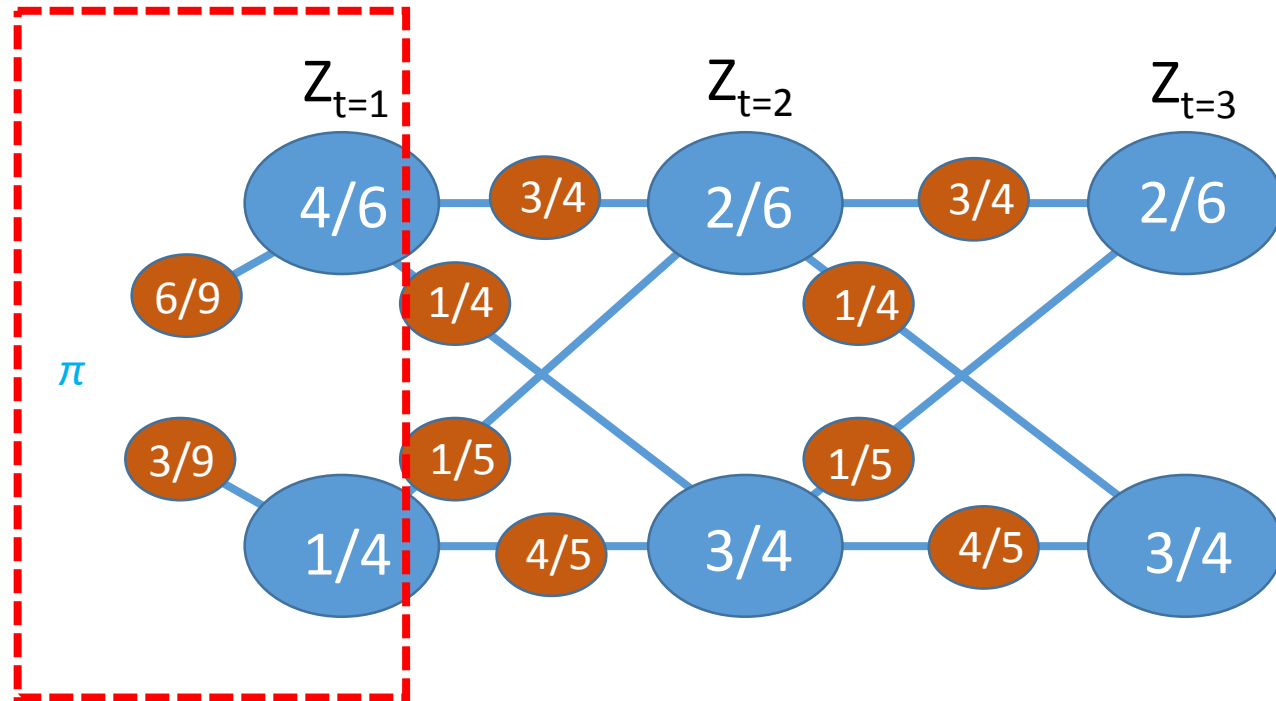 Z_{t=1} Z_{t=2} Z_{t=3}
4/6 3/4 2/6 3/4 2/6
6/9 1/4 1/4
π
3/9 1/5 1/5
1/4 4/5 3/4 4/5 3/4